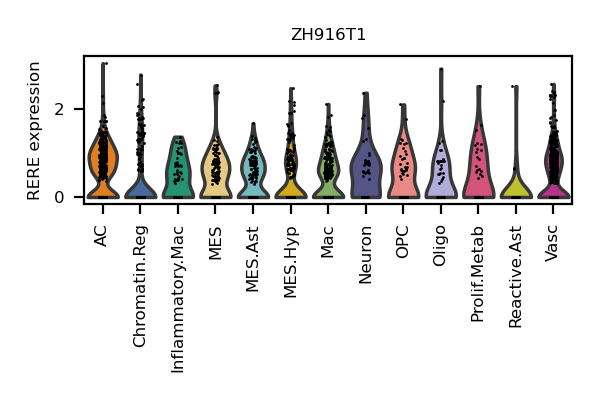 ZH916T1
RERE expression
2
0
AC
Chromatin.Reg
Inflammatory.Mac
MES
MES.Ast
MES.Hyp
Mac
Neuron
OPC
Oligo
Prolif.Metab
Reactive.Ast
Vasc